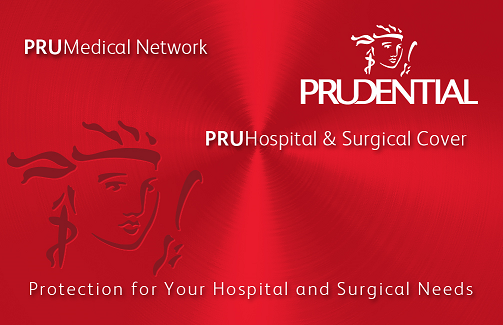 PRUMedical Network
PRUDENTIAL
PRUHospital & Surgical Cover
Protection for Your Hospital and Surgical Needs